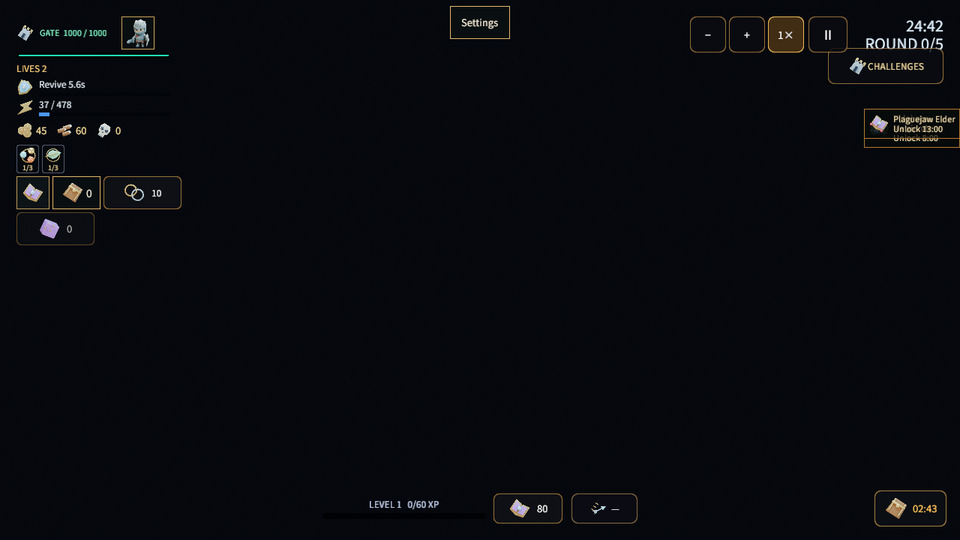 GATE 1000 / 1000
Settings
−
+
1×
24:42
ROUND 0/5
CHALLENGES
LIVES 2
Revive 5.6s
37 / 478
45
60
0
1/3
1/3
0
10
0
Plaguejaw Elder
Unlock 13:00
LEVEL 1 0/60 XP
80
—
02:43